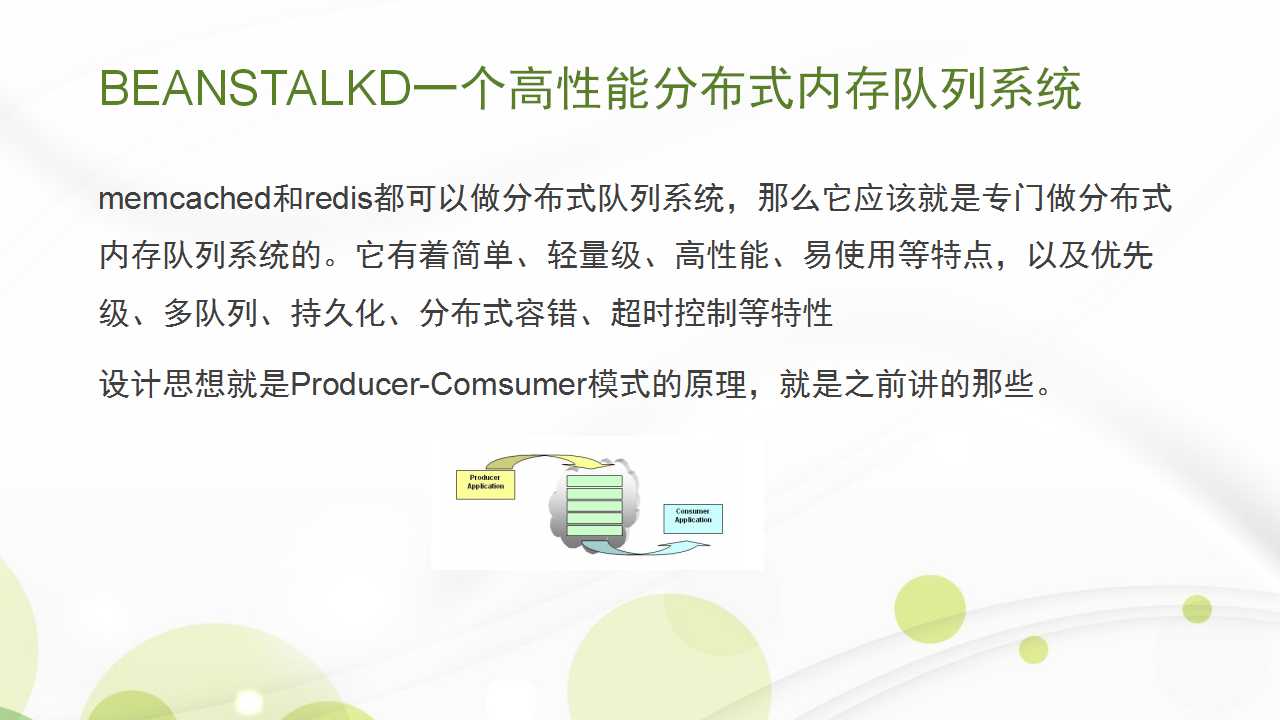 BEANSTALKD一个高性能分布式内存队列系统
memcached和redis都可以做分布式队列系统，那么它应该就是专门做分布式
内存队列系统的。它有着简单、轻量级、高性能、易使用等特点，以及优先
级、多队列、持久化、分布式容错、超时控制等特性
设计思想就是Producer-Comsumer模式的原理，就是之前讲的那些。
Producer
Application
Consumer
Application